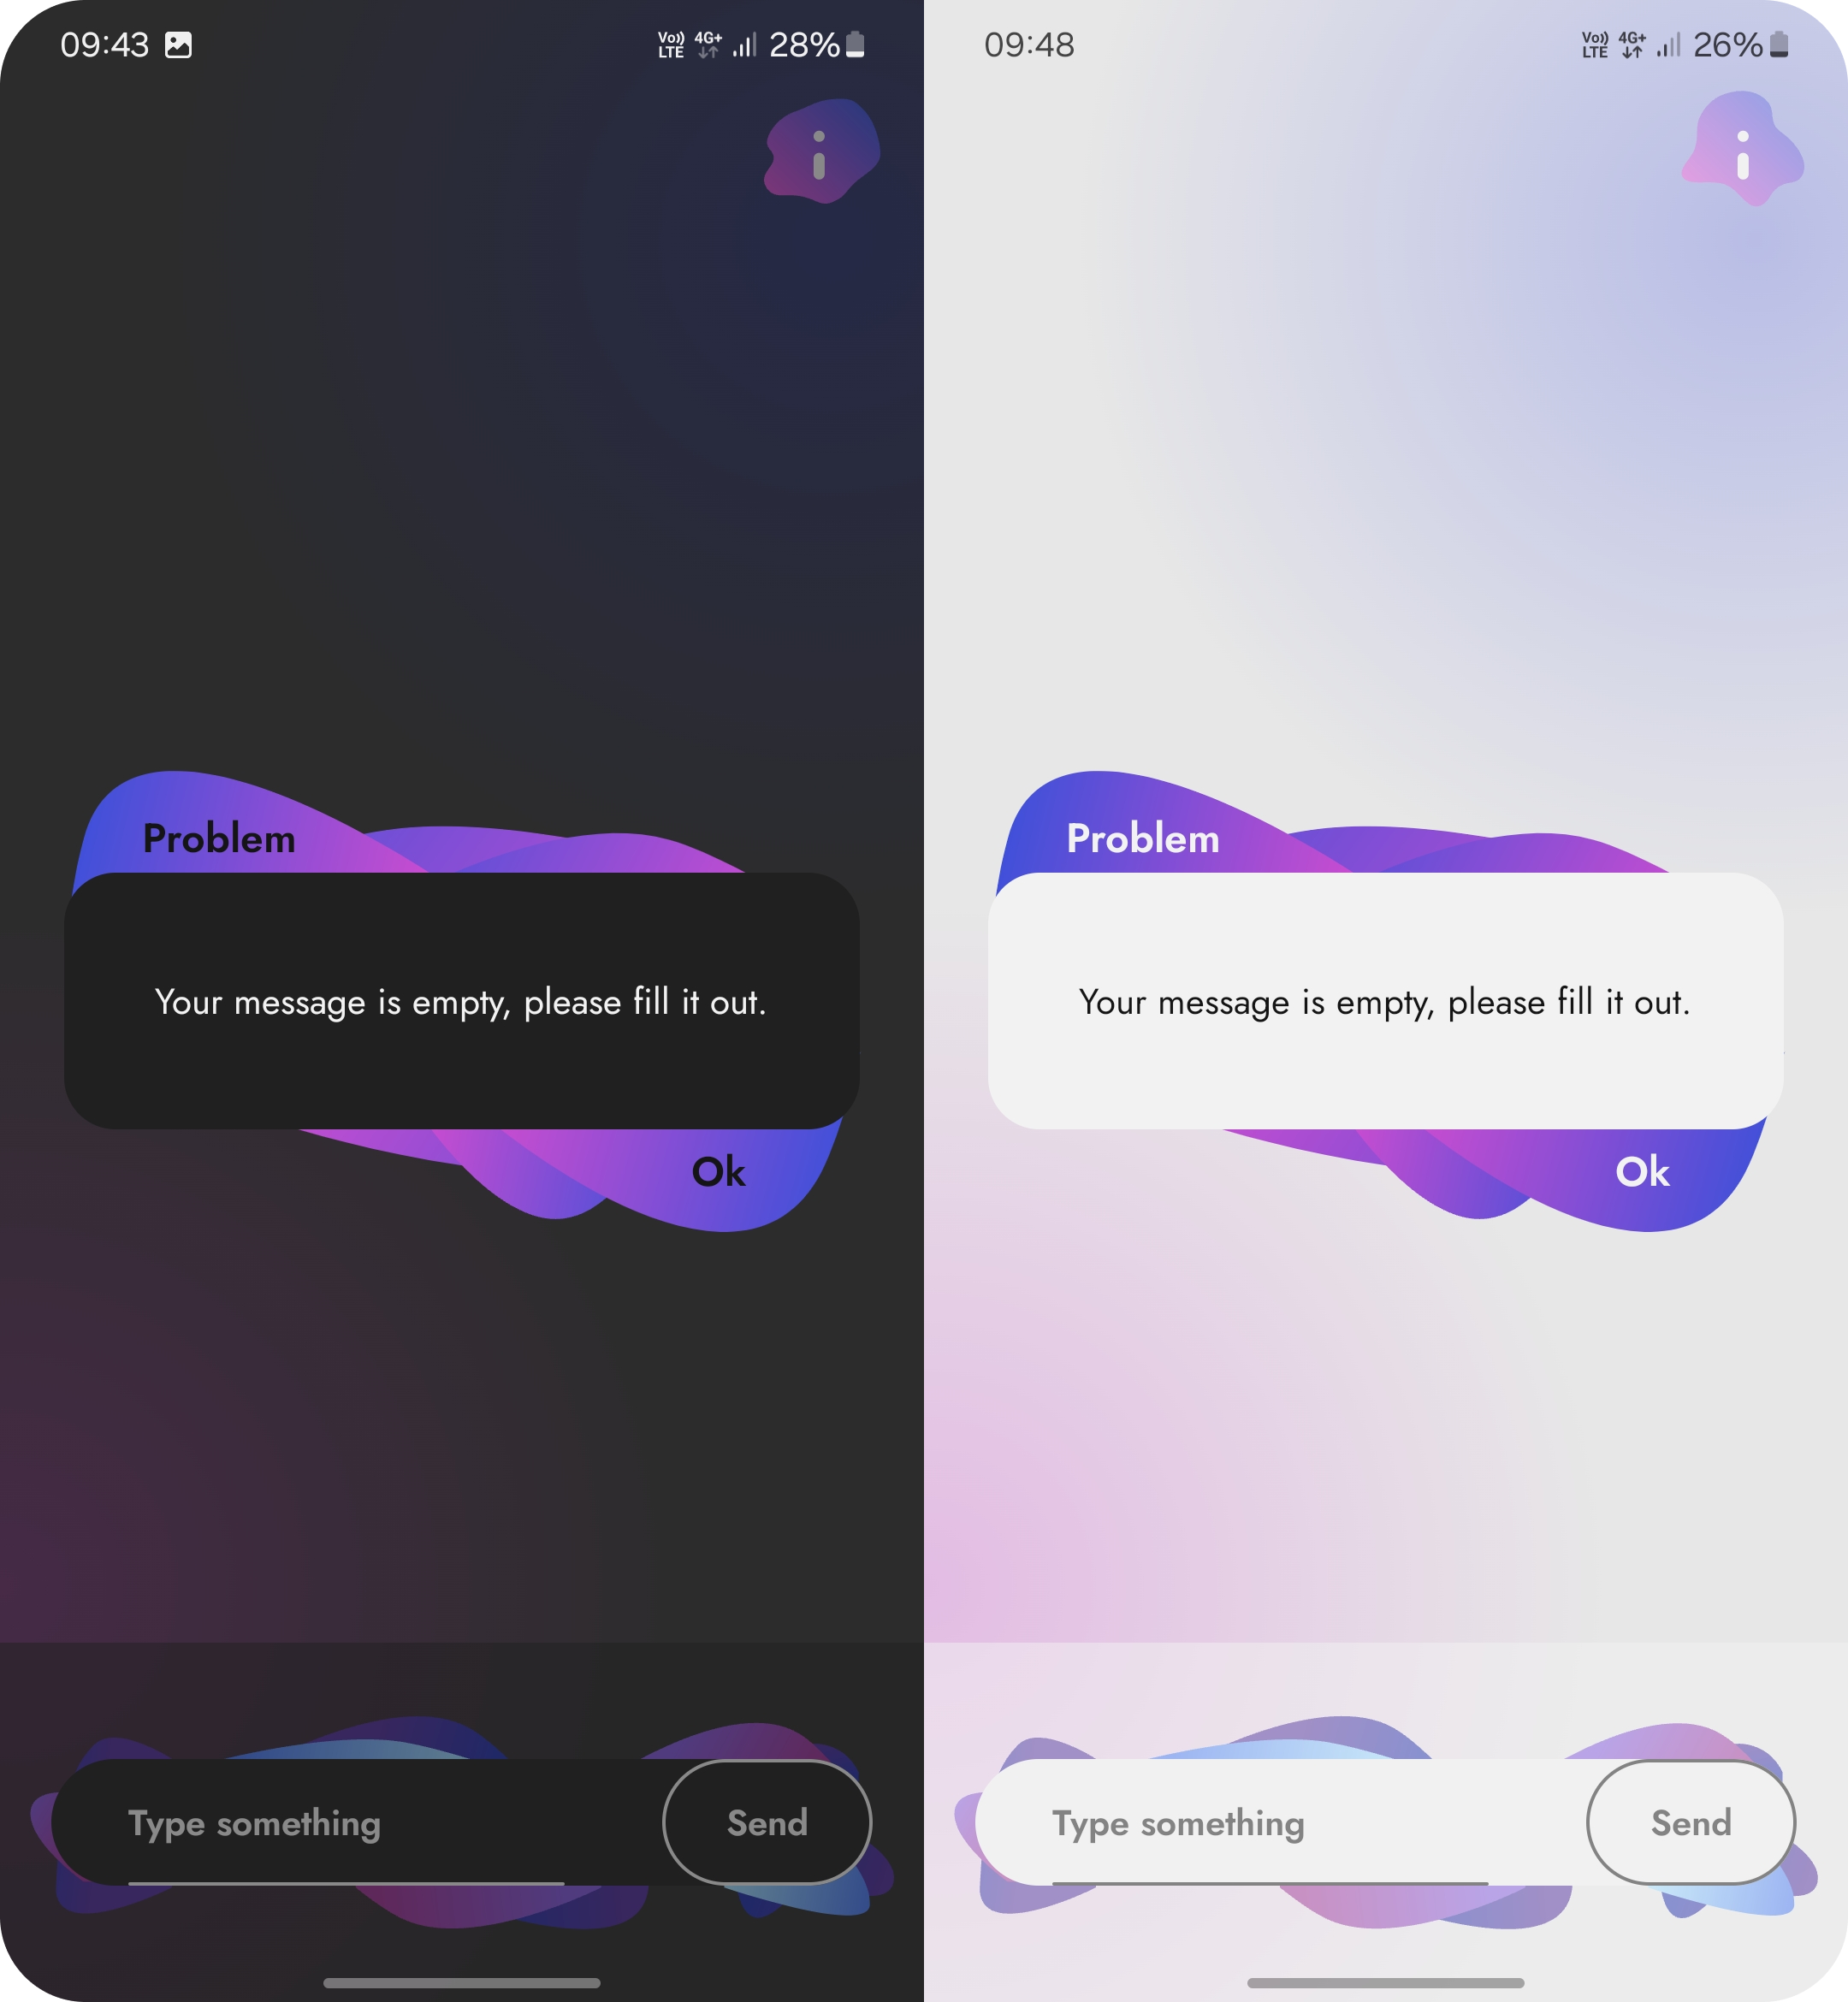 09:43
Vo)) LTE 4G+ 28%
i
Problem
Your message is empty, please fill it out.
Ok
Type something
Send
09:48
Vo)) LTE 4G+ 26%
i
Problem
Your message is empty, please fill it out.
Ok
Type something
Send